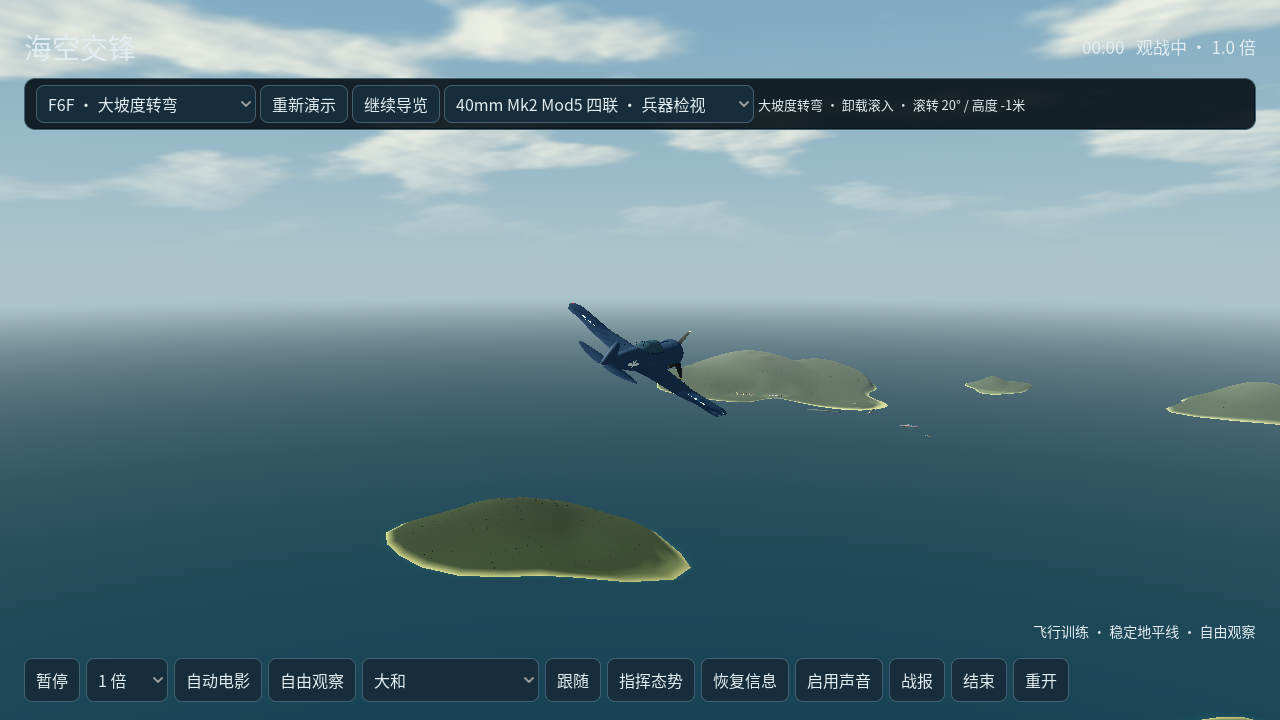 海空交锋
00:00 观战中 · 1.0 倍
F6F · 大坡度转弯
重新演示
继续导览
40mm Mk2 Mod5 四联 · 兵器检视
大坡度转弯 · 卸载滚入 · 滚转 20° / 高度 -1米
飞行训练 · 稳定地平线 · 自由观察
暂停
1 倍
自动电影
自由观察
大和
跟随
指挥态势
恢复信息
启用声音
战报
结束
重开